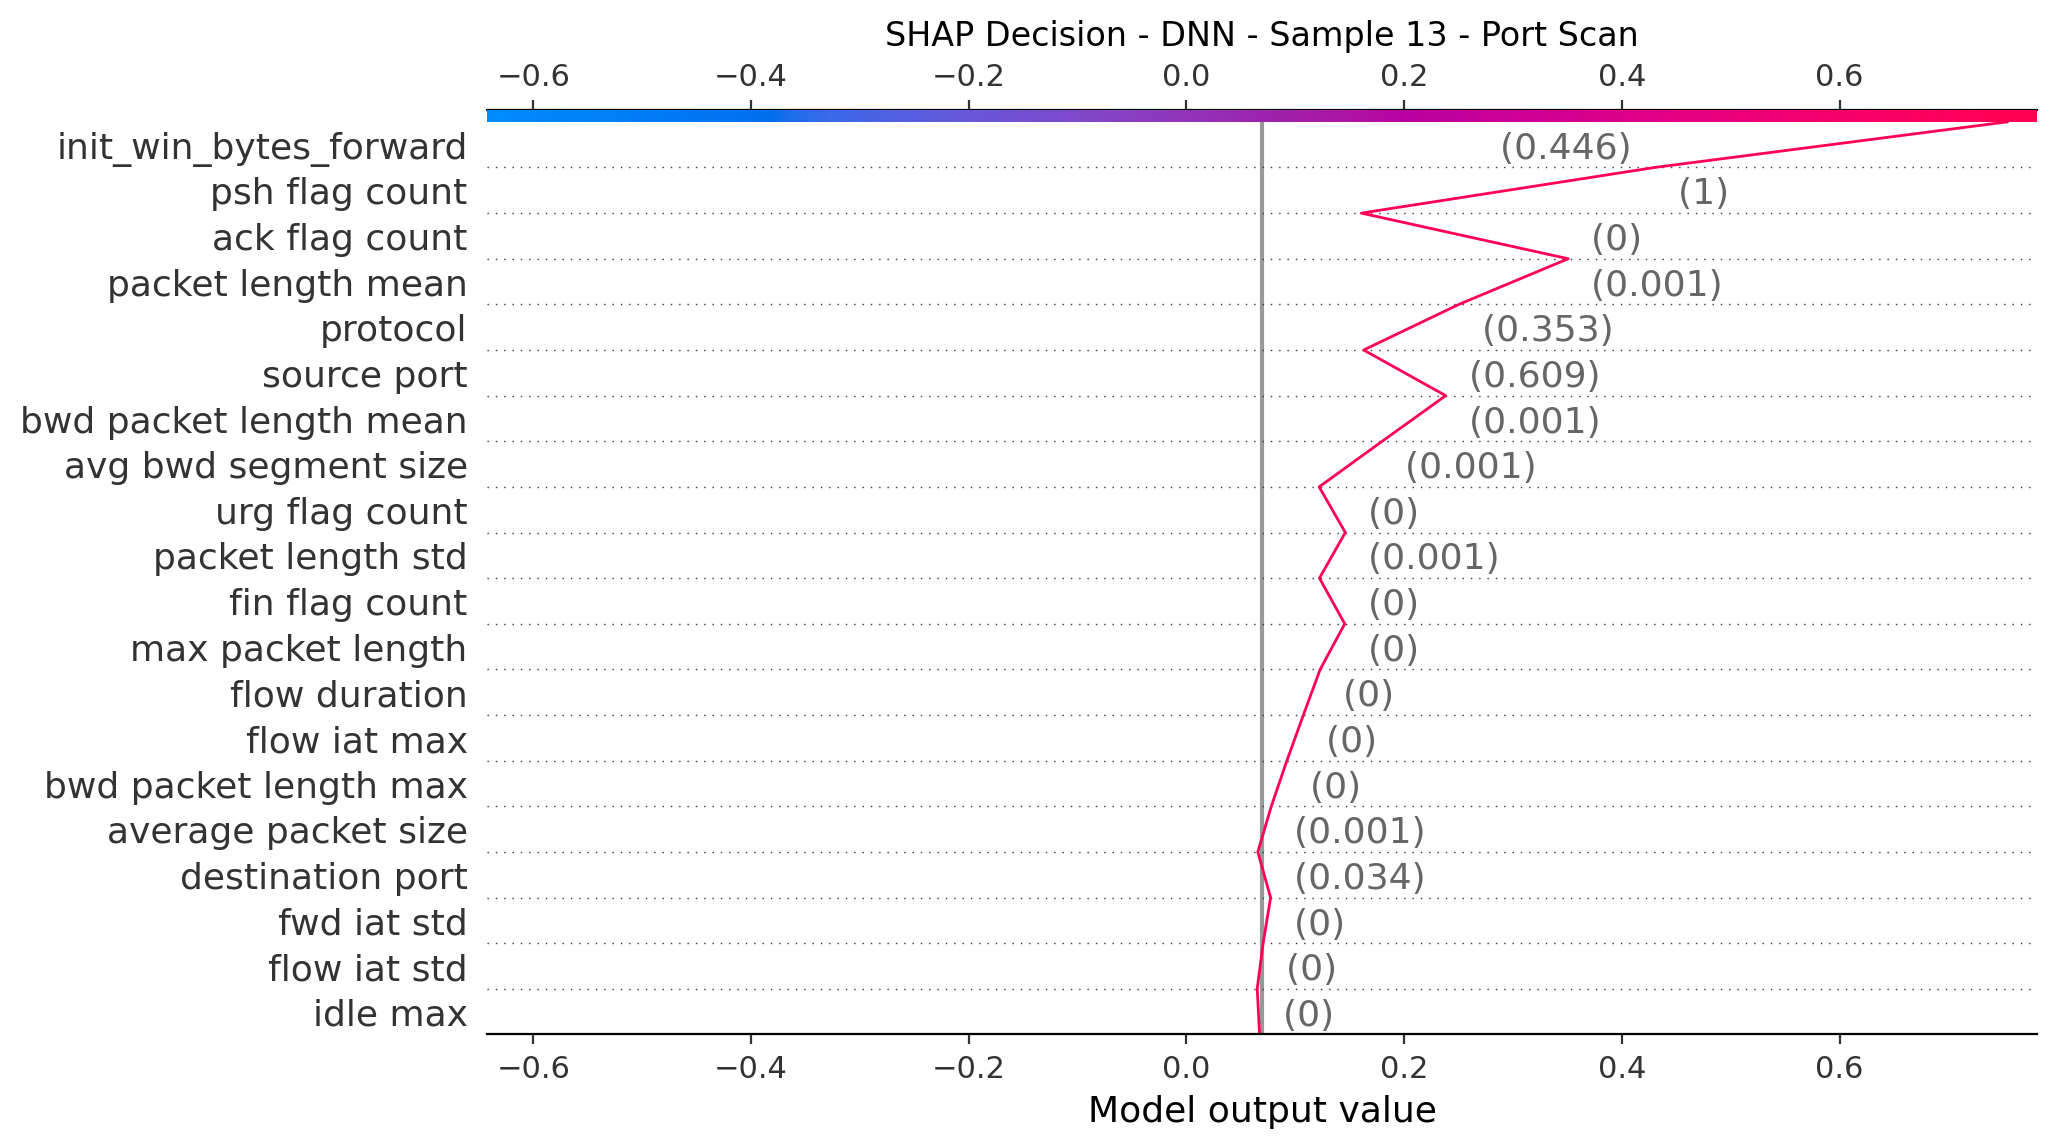 SHAP Decision - DNN - Sample 13 - Port Scan
−0.6 −0.4 −0.2 0.0 0.2 0.4 0.6
init_win_bytes_forward (0.446)
psh flag count (1)
ack flag count (0)
packet length mean (0.001)
protocol (0.353)
source port (0.609)
bwd packet length mean (0.001)
avg bwd segment size (0.001)
urg flag count (0)
packet length std (0.001)
fin flag count (0)
max packet length (0)
flow duration (0)
flow iat max (0)
bwd packet length max (0)
average packet size (0.001)
destination port (0.034)
fwd iat std (0)
flow iat std (0)
idle max (0)
−0.6 −0.4 −0.2 0.0 0.2 0.4 0.6
Model output value